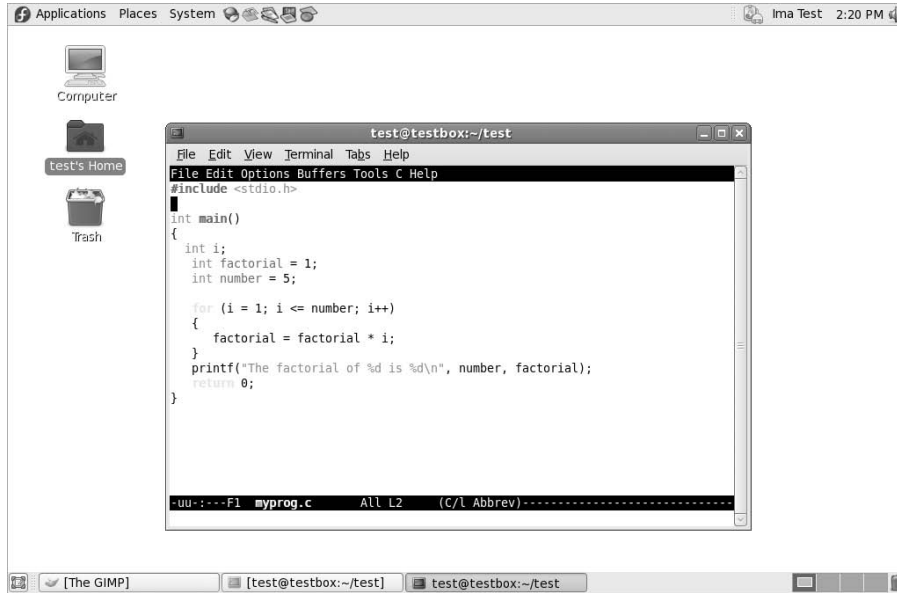 Applications Places System Ima Test 2:20 PM
Computer
test's Home
Trash
test@testbox:~/test
File Edit View Terminal Tabs Help
File Edit Options Buffers Tools C Help
#include <stdio.h>
int main()
{
  int i;
   int factorial = 1;
   int number = 5;
   for (i = 1; i <= number; i++)
   {
      factorial = factorial * i;
   }
   printf("The factorial of %d is %d\n", number, factorial);
   return 0;
}
-uu-:---F1  myprog.c       All L2     (C/l Abbrev)------------------------------
[The GIMP] [test@testbox:~/test] test@testbox:~/test